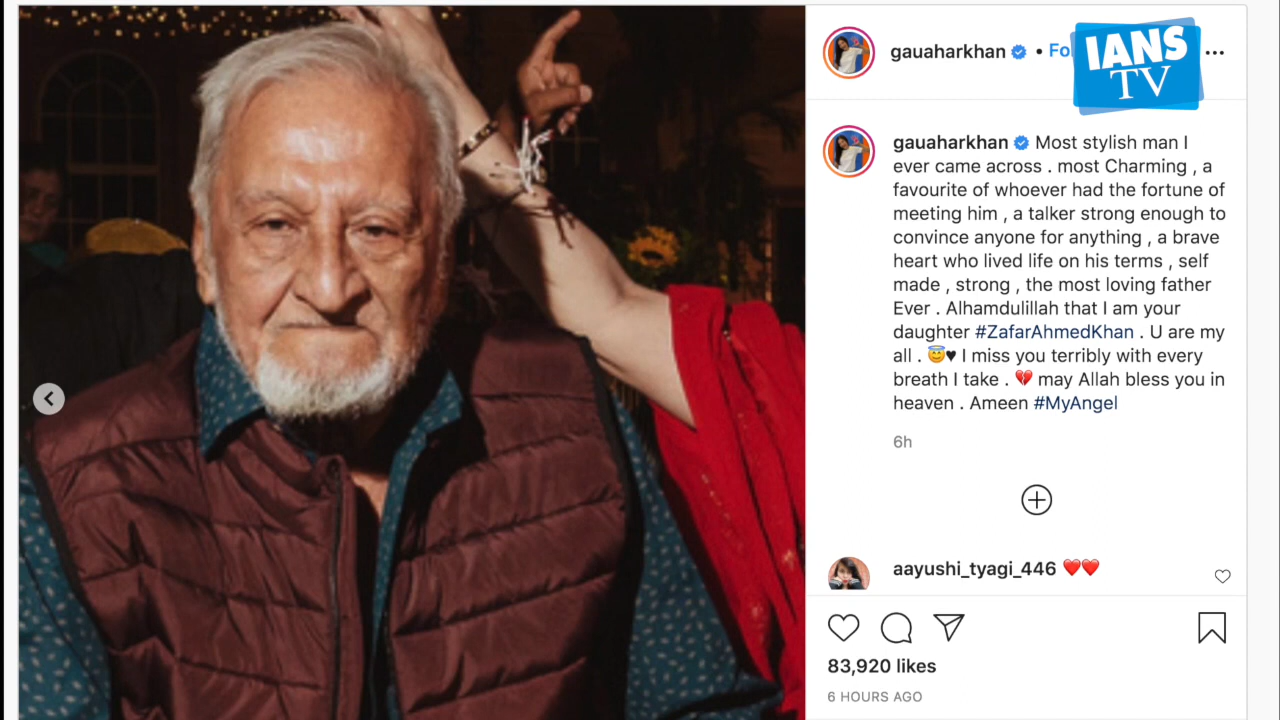 gauaharkhan • Fo
IANS
TV
gauaharkhan Most stylish man I
ever came across . most Charming , a
favourite of whoever had the fortune of
meeting him , a talker strong enough to
convince anyone for anything , a brave
heart who lived life on his terms , self
made , strong , the most loving father
Ever . Alhamdulillah that I am your
daughter #ZafarAhmedKhan . U are my
all . 😇♥ I miss you terribly with every
breath I take . 💔 may Allah bless you in
heaven . Ameen #MyAngel
6h
aayushi_tyagi_446 ❤️❤️
83,920 likes
6 HOURS AGO